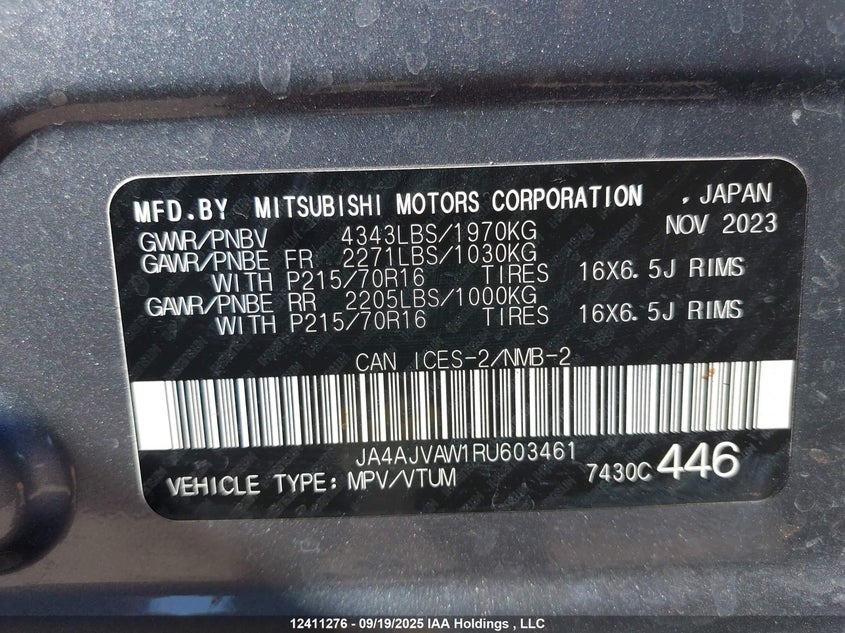 MFD.BY MITSUBISHI MOTORS CORPORATION , JAPAN
GWVR/PNBV 4343LBS/1970KG NOV 2023
GAWR/PNBE FR 2271LBS/1030KG
WITH P215/70R16 TIRES 16X6.5J RIMS
GAWR/PNBE RR 2205LBS/1000KG
WITH P215/70R16 TIRES 16X6.5J RIMS
CAN ICES-2/NMB-2
JA4AJVAW1RU603461
VEHICLE TYPE: MPV/VTUM 7430C 446
12411276 - 09/19/2025 IAA Holdings , LLC